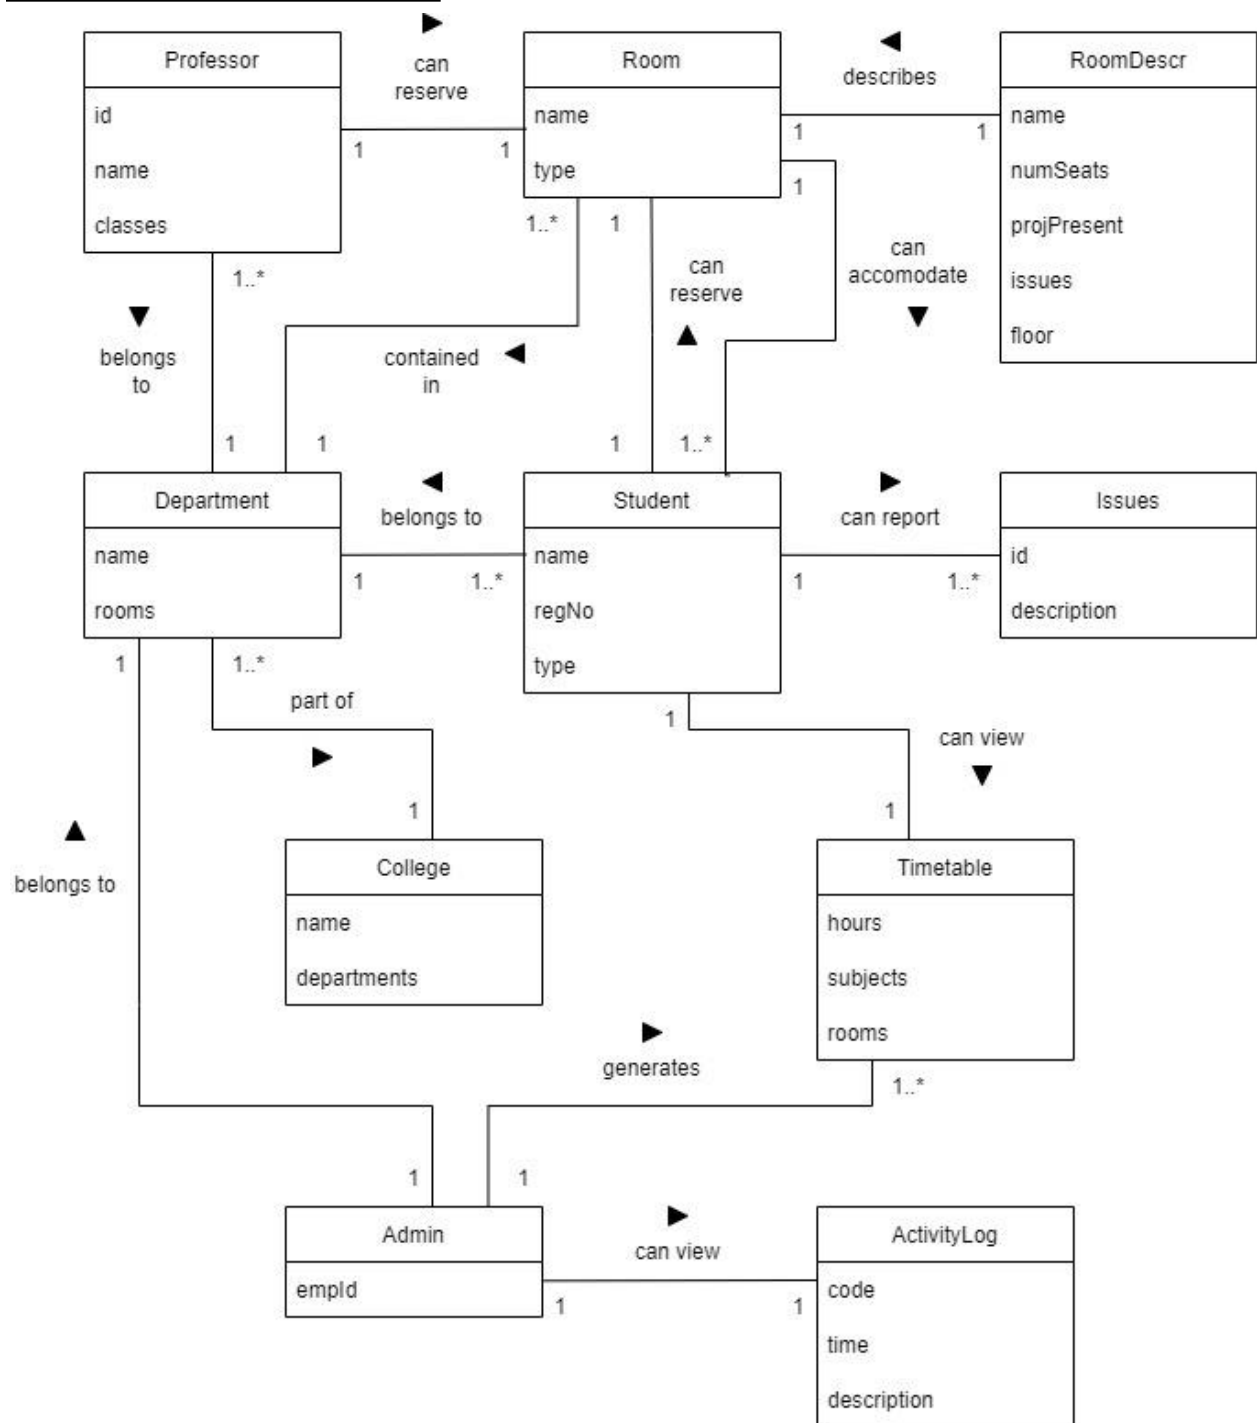 Professor
id
name
classes
can
reserve
1
1
Room
name
type
describes
1
1
RoomDescr
name
numSeats
projPresent
issues
floor
1..*
belongs
to
1
1..*
contained
in
1
1
can
reserve
1
1
can
accomodate
1..*
Department
name
rooms
belongs to
1
1..*
Student
name
regNo
type
can report
1
1..*
Issues
id
description
1
1..*
part of
1
1
can view
1
belongs to
College
name
departments
Timetable
hours
subjects
rooms
generates
1..*
1
1
Admin
empId
can view
1
1
ActivityLog
code
time
description